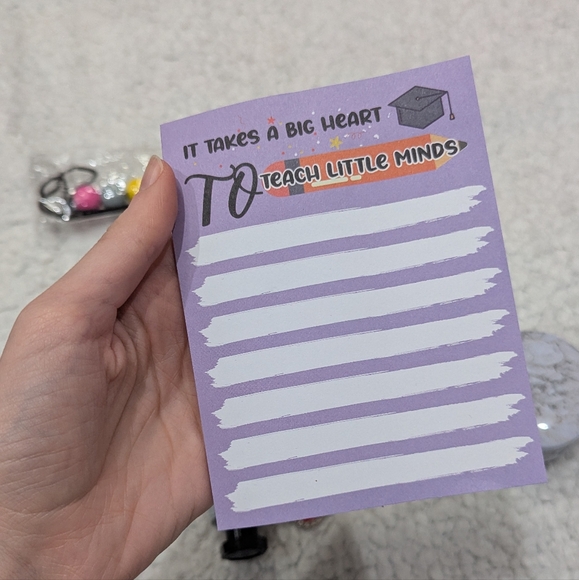 IT TAKES A BIG HEART
TO TEACH LITTLE MINDS